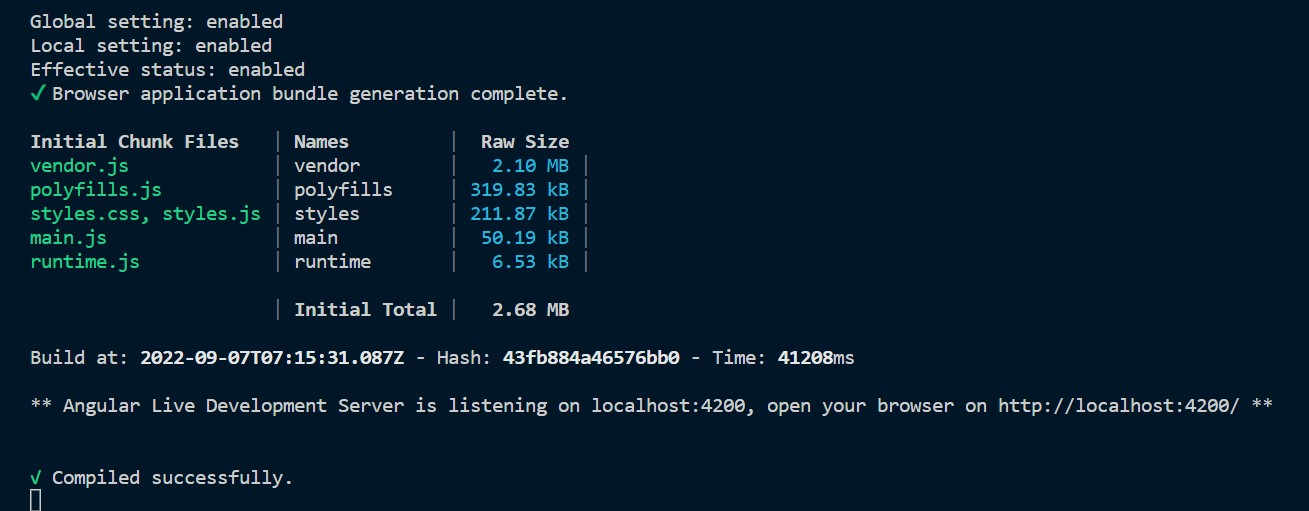 Global setting: enabled
Local setting: enabled
Effective status: enabled
✓ Browser application bundle generation complete.
Initial Chunk Files | Names | Raw Size
vendor.js | vendor | 2.10 MB |
polyfills.js | polyfills | 319.83 kB |
styles.css, styles.js | styles | 211.87 kB |
main.js | main | 50.19 kB |
runtime.js | runtime | 6.53 kB |
| Initial Total | 2.68 MB
Build at: 2022-09-07T07:15:31.087Z - Hash: 43fb884a46576bb0 - Time: 41208ms
** Angular Live Development Server is listening on localhost:4200, open your browser on http://localhost:4200/ **
√ Compiled successfully.